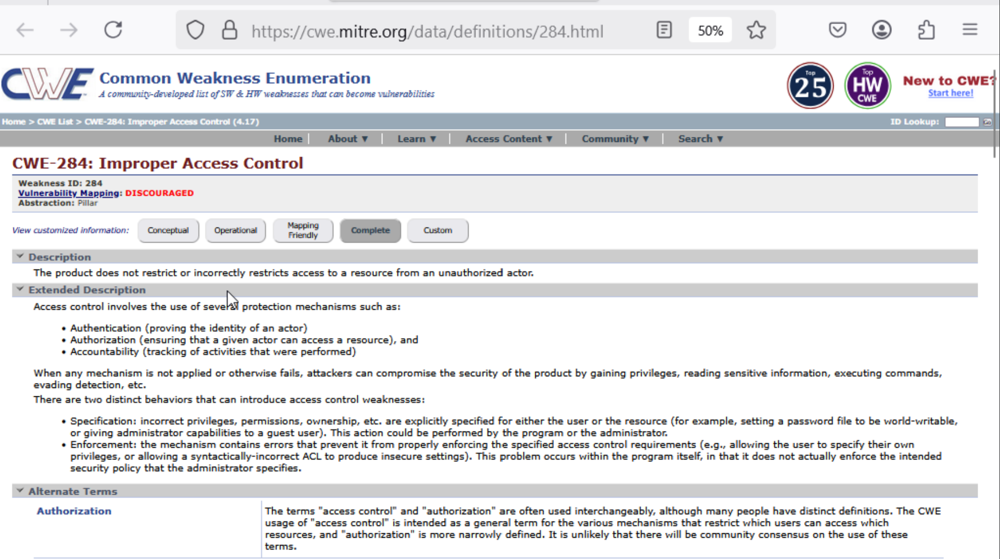 https://cwe.mitre.org/data/definitions/284.html
50%
CWE
Common Weakness Enumeration
A community-developed list of SW & HW weaknesses that can become vulnerabilities
Top
25
Top
HW
CWE
New to CWE?
Start here!
Home > CWE List > CWE-284: Improper Access Control (4.17)
ID Lookup:
Home
About ▼
Learn ▼
Access Content ▼
Community ▼
Search ▼
CWE-284: Improper Access Control
Weakness ID: 284
Vulnerability Mapping: DISCOURAGED
Abstraction: Pillar
View customized information:
Conceptual
Operational
Mapping
Friendly
Complete
Custom
Description
The product does not restrict or incorrectly restricts access to a resource from an unauthorized actor.
Extended Description
Access control involves the use of several protection mechanisms such as:
• Authentication (proving the identity of an actor)
• Authorization (ensuring that a given actor can access a resource), and
• Accountability (tracking of activities that were performed)
When any mechanism is not applied or otherwise fails, attackers can compromise the security of the product by gaining privileges, reading sensitive information, executing commands,
evading detection, etc.
There are two distinct behaviors that can introduce access control weaknesses:
• Specification: incorrect privileges, permissions, ownership, etc. are explicitly specified for either the user or the resource (for example, setting a password file to be world-writable,
or giving administrator capabilities to a guest user). This action could be performed by the program or the administrator.
• Enforcement: the mechanism contains errors that prevent it from properly enforcing the specified access control requirements (e.g., allowing the user to specify their own
privileges, or allowing a syntactically-incorrect ACL to produce insecure settings). This problem occurs within the program itself, in that it does not actually enforce the intended
security policy that the administrator specifies.
Alternate Terms
Authorization
The terms "access control" and "authorization" are often used interchangeably, although many people have distinct definitions. The CWE
usage of "access control" is intended as a general term for the various mechanisms that restrict which users can access which
resources, and "authorization" is more narrowly defined. It is unlikely that there will be community consensus on the use of these
terms.